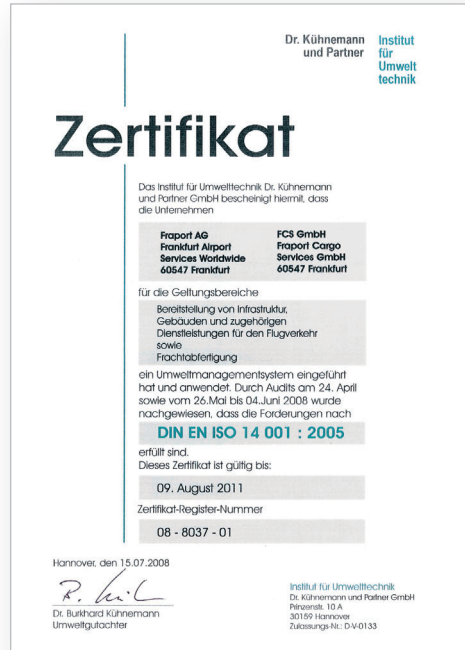 Dr. Kühnemann
und Partner
Institut
für
Umwelt
technik
Zertifikat
Das Institut für Umwelttechnik Dr. Kühnemann
und Partner GmbH bescheinigt hiermit, dass
die Unternehmen
Fraport AG
Frankfurt Airport
Services Worldwide
60547 Frankfurt
FCS GmbH
Fraport Cargo
Services GmbH
60547 Frankfurt
für die Geltungsbereiche
Bereitstellung von Infrastruktur,
Gebäuden und zugehörigen
Dienstleistungen für den Flugverkehr
sowie
Frachtabfertigung
ein Umweltmanagementsystem eingeführt
hat und anwendet. Durch Audits am 24. April
sowie vom 26.Mai bis 04.Juni 2008 wurde
nachgewiesen, dass die Forderungen nach
DIN EN ISO 14 001 : 2005
erfüllt sind.
Dieses Zertifikat ist gültig bis:
09. August 2011
Zertifikat-Register-Nummer
08 - 8037 - 01
Hannover, den 15.07.2008
Dr. Burkhard Kühnemann
Umweltgutachter
Institut für Umwelttechnik
Dr. Kühnemann und Partner GmbH
Prinzenstr. 10 A
30159 Hannover
Zulassungs-Nr.: D-V-0133